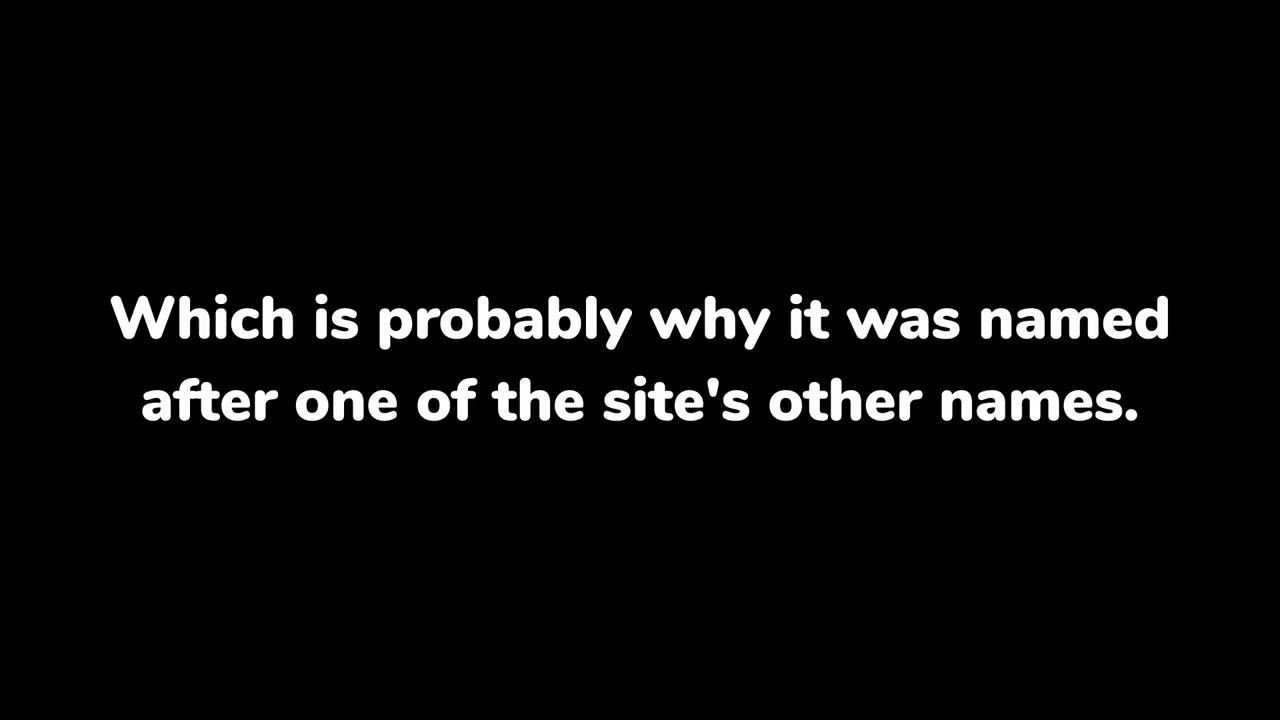 Which is probably why it was named
after one of the site's other names.